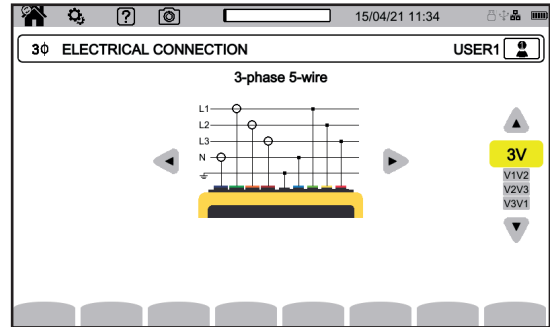 ?
15/04/21 11:34
3Φ ELECTRICAL CONNECTION
USER1
3-phase 5-wire
L1
L2
L3
N
3V
V1V2
V2V3
V3V1